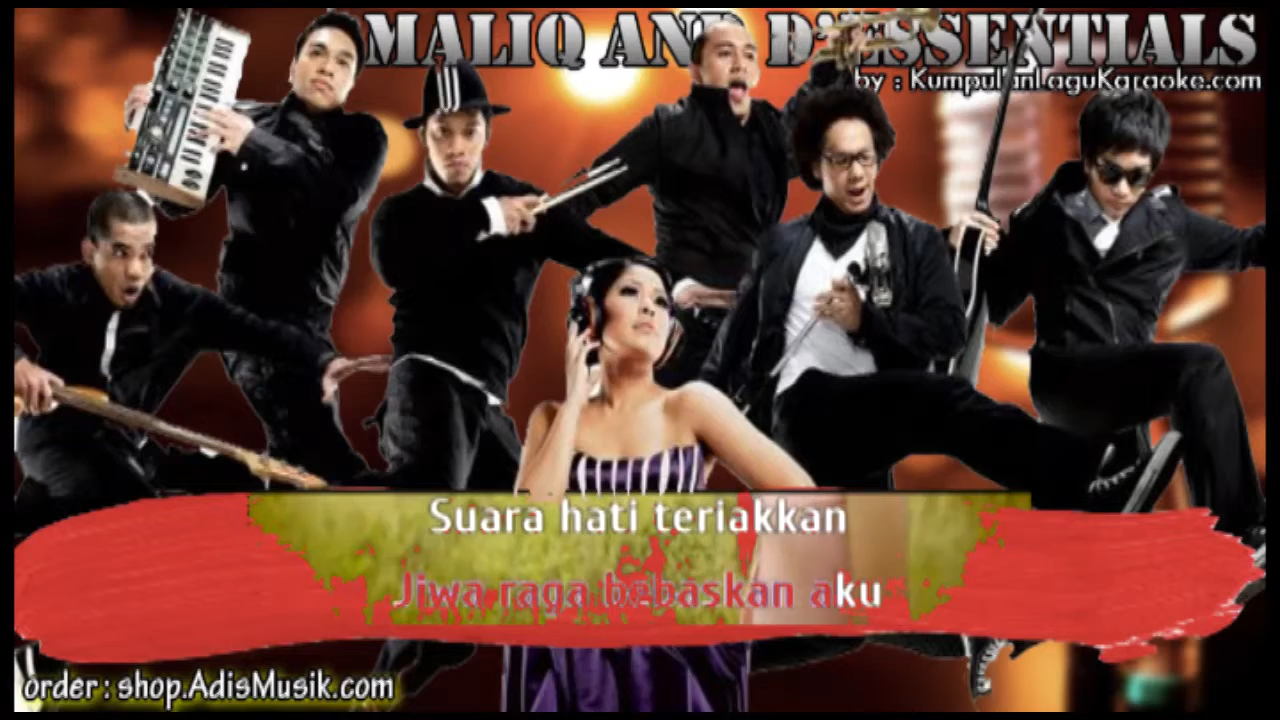 MALIQ AND D'ESSENTIALS
by : KumpulanLaguKaraoke.com
Suara hati teriakkan
Jiwa raga bebaskan aku
order : shop.AdisMusik.com